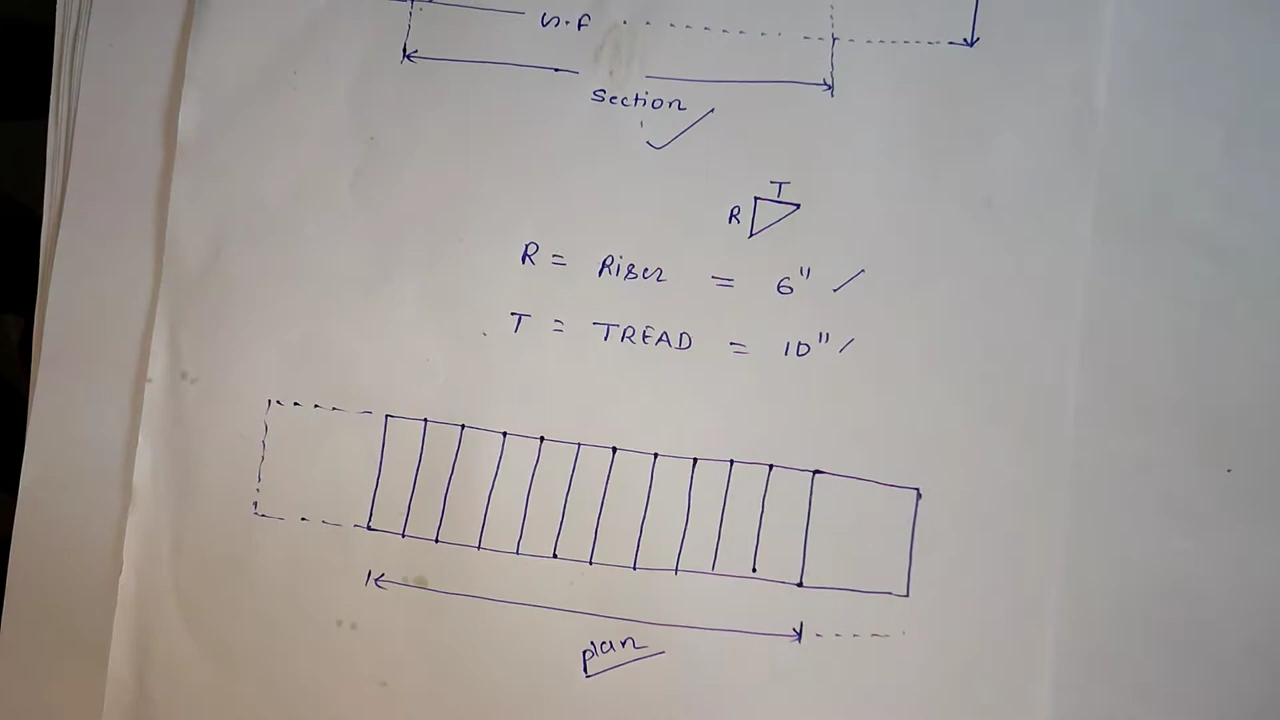 Section
T
R
R = Riser = 6"
T = TREAD = 10"
plan